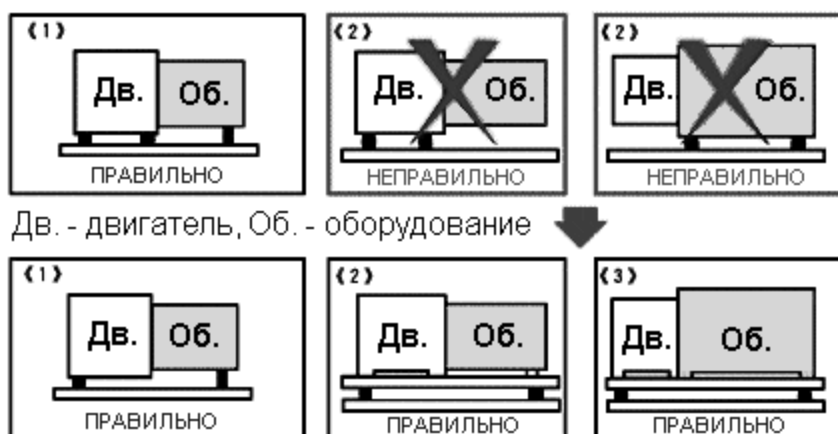 《1》
Дв. Об.
ПРАВИЛЬНО
《2》
Дв. Об.
НЕПРАВИЛЬНО
《2》
Дв. Об.
НЕПРАВИЛЬНО
Дв. - двигатель, Об. - оборудование
《1》
Дв. Об.
ПРАВИЛЬНО
《2》
Дв. Об.
ПРАВИЛЬНО
《3》
Дв. Об.
ПРАВИЛЬНО